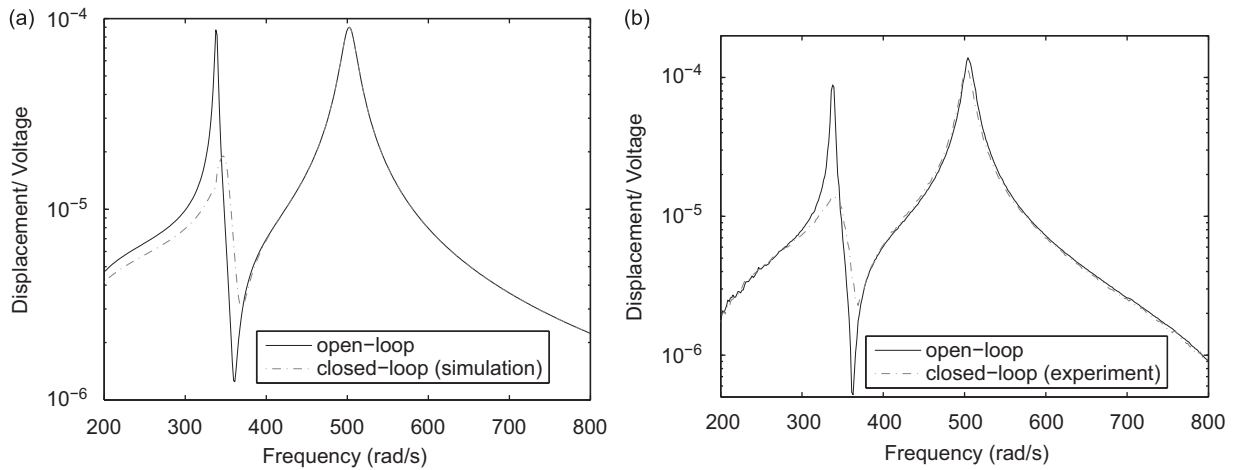 (a)
10−4
10−5
10−6
Displacement/ Voltage
open−loop
closed−loop (simulation)
200 300 400 500 600 700 800
Frequency (rad/s)
(b)
10−4
10−5
10−6
Displacement/ Voltage
open−loop
closed−loop (experiment)
200 300 400 500 600 700 800
Frequency (rad/s)